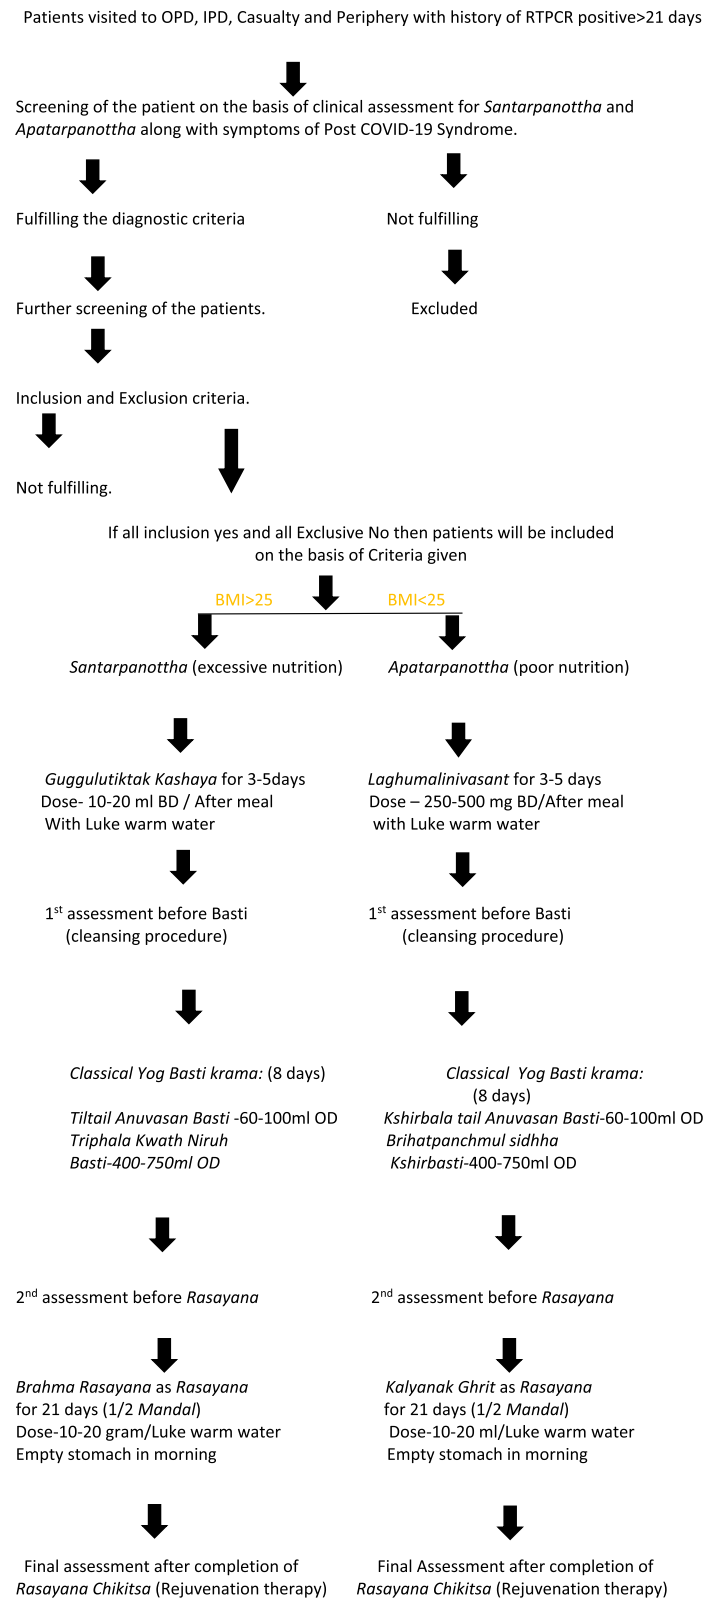 Patients visited to OPD, IPD, Casualty and Periphery with history of RTPCR positive>21 days
Screening of the patient on the basis of clinical assessment for Santarpanottha and
Apatarpanottha along with symptoms of Post COVID-19 Syndrome.
Fulfilling the diagnostic criteria
Not fulfilling
Further screening of the patients.
Excluded
Inclusion and Exclusion criteria.
Not fulfilling.
If all inclusion yes and all Exclusive No then patients will be included
on the basis of Criteria given
BMI>25
BMI<25
Santarpanottha (excessive nutrition)
Apatarpanottha (poor nutrition)
Guggulutiktak Kashaya for 3-5days
Dose- 10-20 ml BD / After meal
With Luke warm water
Laghumalinivasant for 3-5 days
Dose – 250-500 mg BD/After meal
with Luke warm water
1st assessment before Basti
(cleansing procedure)
1st assessment before Basti
(cleansing procedure)
Classical Yog Basti krama: (8 days)
Tiltail Anuvasan Basti -60-100ml OD
Triphala Kwath Niruh
Basti-400-750ml OD
Classical Yog Basti krama:
(8 days)
Kshirbala tail Anuvasan Basti-60-100ml OD
Brihatpanchmul sidhha
Kshirbasti-400-750ml OD
2nd assessment before Rasayana
2nd assessment before Rasayana
Brahma Rasayana as Rasayana
for 21 days (1/2 Mandal)
Dose-10-20 gram/Luke warm water
Empty stomach in morning
Kalyanak Ghrit as Rasayana
for 21 days (1/2 Mandal)
Dose-10-20 ml/Luke warm water
Empty stomach in morning
Final assessment after completion of
Rasayana Chikitsa (Rejuvenation therapy)
Final Assessment after completion of
Rasayana Chikitsa (Rejuvenation therapy)